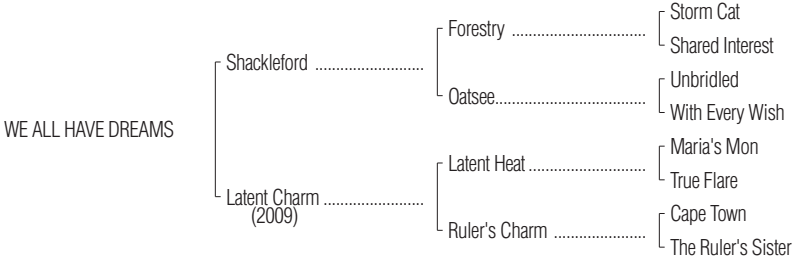 Storm Cat
Forestry ................................
Shared Interest
Shackleford ..........................
Unbridled
Oatsee....................................
With Every Wish
WE ALL HAVE DREAMS
Maria's Mon
Latent Heat ............................
True Flare
Latent Charm ........................
(2009)
Cape Town
Ruler's Charm ......................
The Ruler's Sister